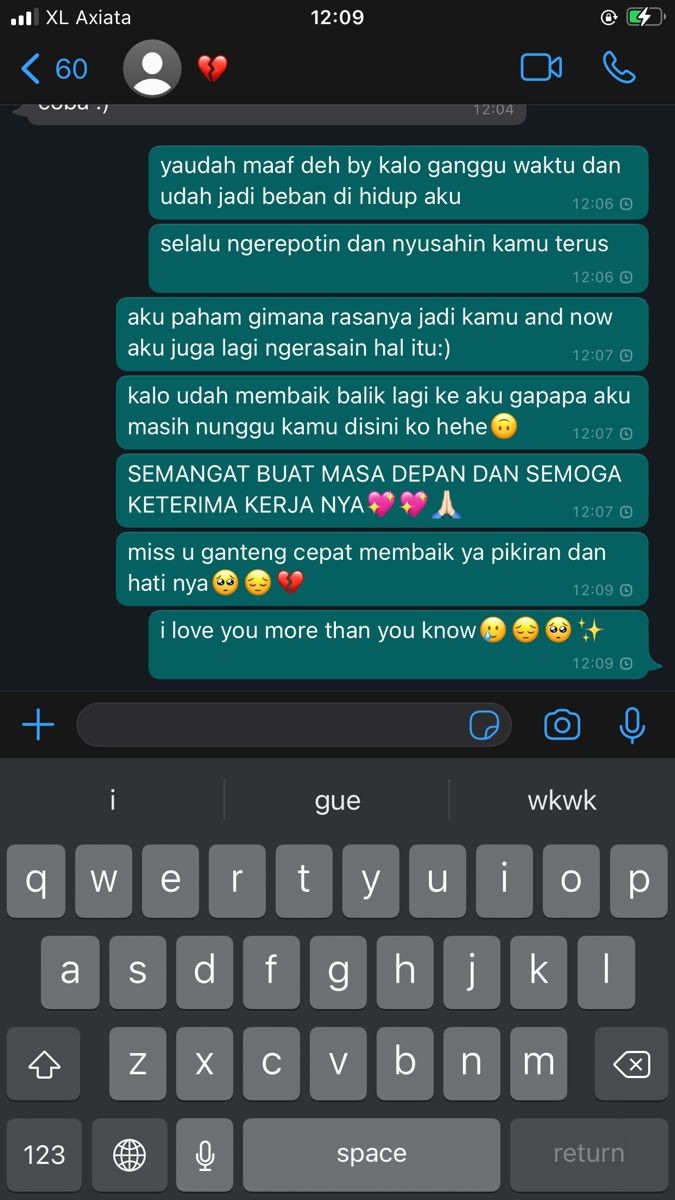 XL Axiata
12:09
60 💔
12:04
yaudah maaf deh by kalo ganggu waktu dan
udah jadi beban di hidup aku
12:06
selalu ngerepotin dan nyusahin kamu terus
12:06
aku paham gimana rasanya jadi kamu and now
aku juga lagi ngerasain hal itu:)
12:07
kalo udah membaik balik lagi ke aku gapapa aku
masih nunggu kamu disini ko hehe🙃
12:07
SEMANGAT BUAT MASA DEPAN DAN SEMOGA
KETERIMA KERJA NYA💖💖🙏🏻
12:07
miss u ganteng cepat membaik ya pikiran dan
hati nya🥺😔💔
12:09
i love you more than you know🥲😔🥺✨
12:09
i gue wkwk
q w e r t y u i o p
a s d f g h j k l
z x c v b n m
123 space return